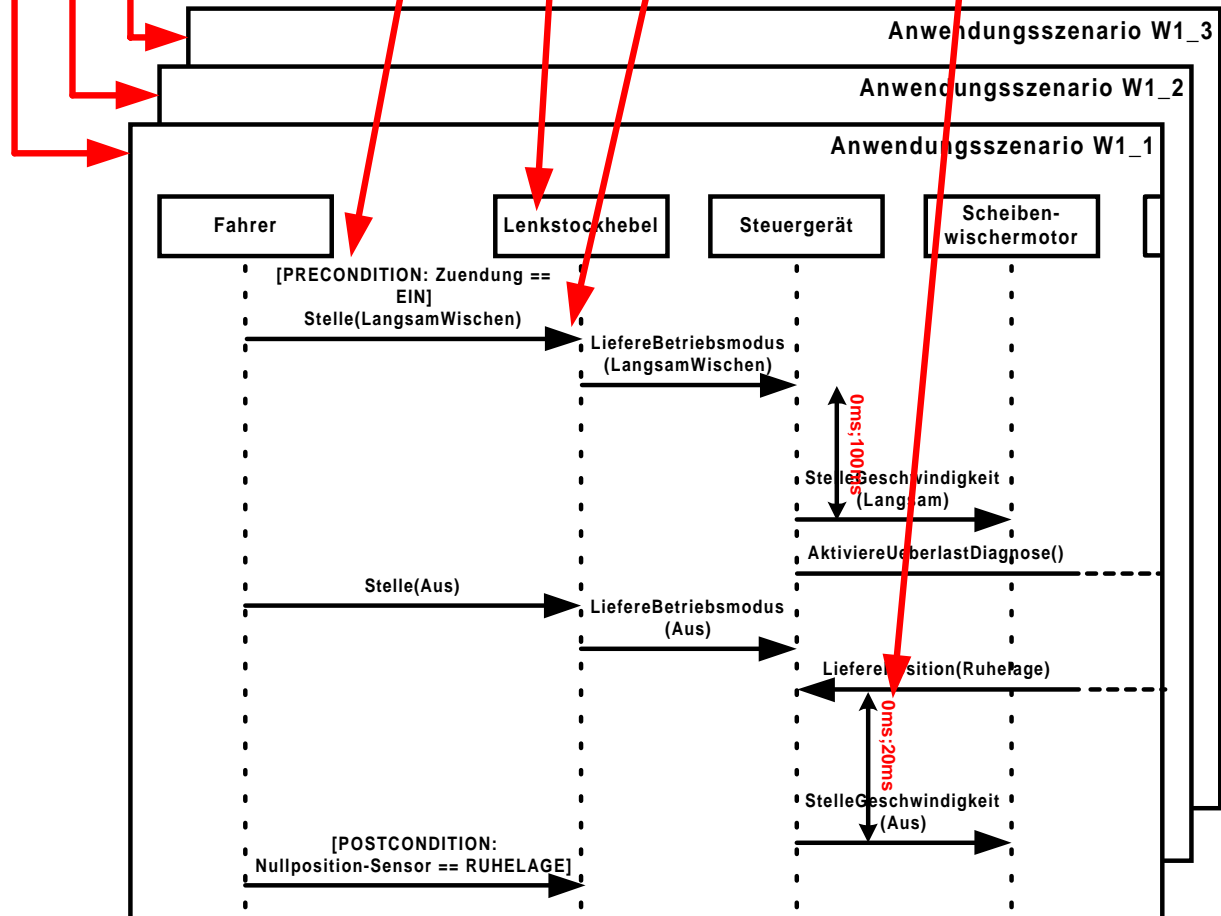 Anwendungsszenario W1_3
Anwendungsszenario W1_2
Anwendungsszenario W1_1
Fahrer
Lenkstockhebel
Steuergerät
Scheiben-
wischermotor
[PRECONDITION: Zuendung ==
EIN]
Stelle(LangsamWischen)
LiefereBetriebsmodus
(LangsamWischen)
0ms;100ms
StelleGeschwindigkeit
(Langsam)
AktiviereUeberlastDiagnose()
Stelle(Aus)
LiefereBetriebsmodus
(Aus)
LieferePosition(Ruhelage)
0ms;20ms
StelleGeschwindigkeit
(Aus)
[POSTCONDITION:
Nullposition-Sensor == RUHELAGE]